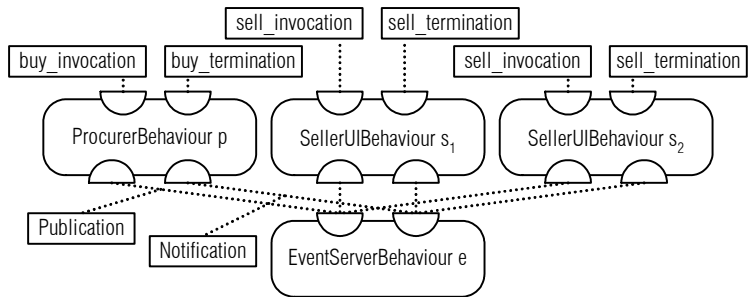 sell_invocation
sell_termination
buy_invocation
buy_termination
sell_invocation
sell_termination
ProcurerBehaviour p
SellerUIBehaviour s1
SellerUIBehaviour s2
Publication
Notification
EventServerBehaviour e